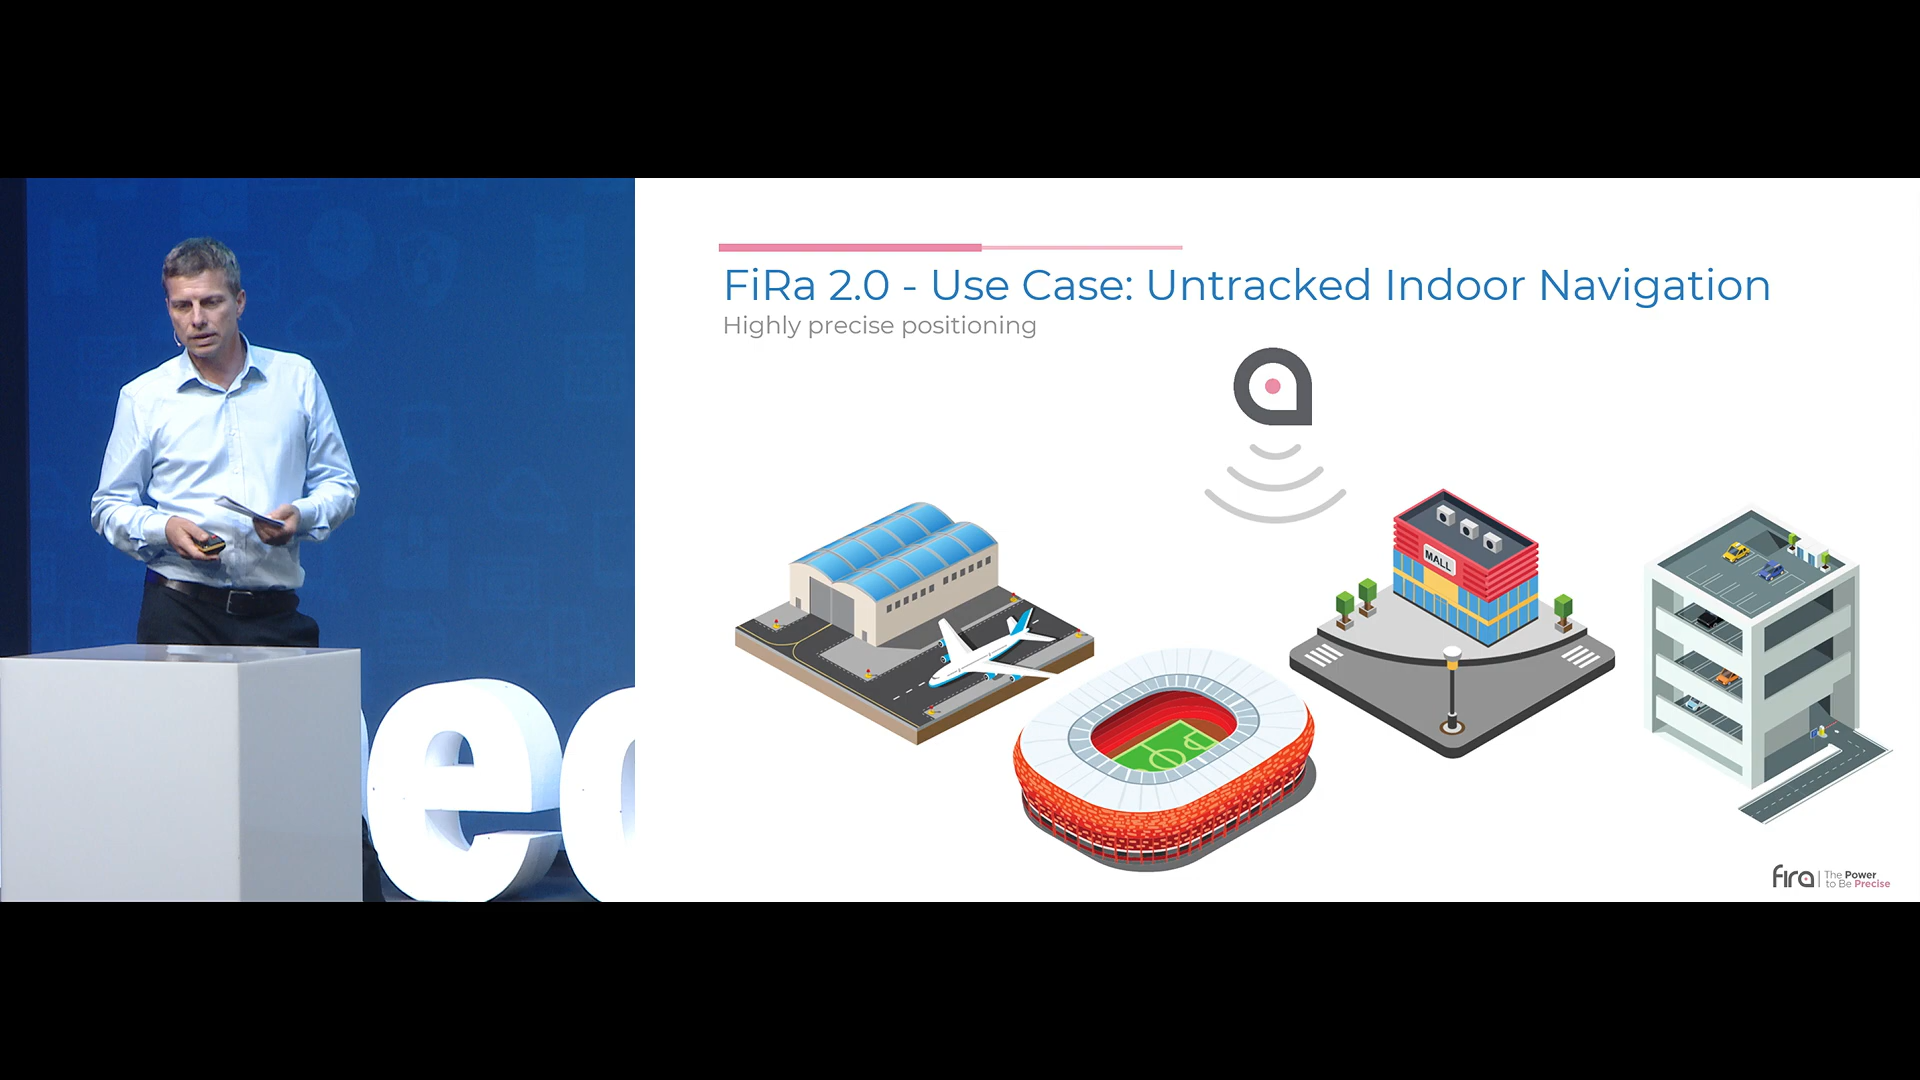 FiRa 2.0 - Use Case: Untracked Indoor Navigation
Highly precise positioning
MALL
fira
The Power
to Be Precise